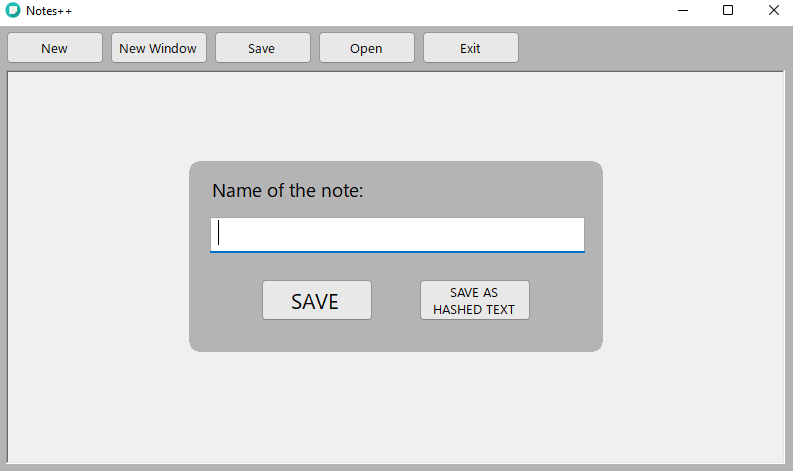 Notes++
New New Window Save Open Exit
Name of the note:
SAVE
SAVE AS
HASHED TEXT